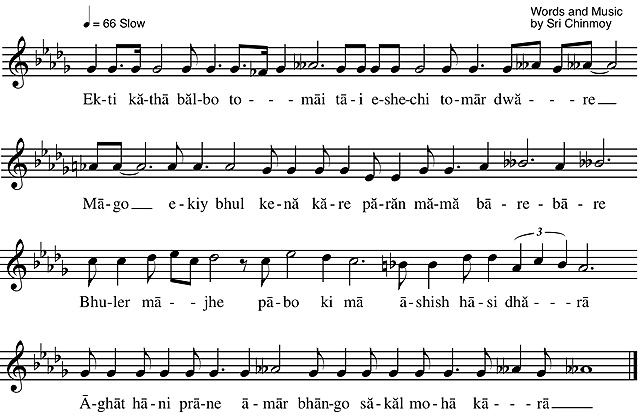 ♩ = 66 Slow
Words and Music
by Sri Chinmoy
Ek-ti kă-thā băl-bo to----māi tā-i e-she-chi to-mār dwā----re
Mā-go e-kiy bhul ke-nă kă-re pă-răn mă-mă bā-re-bā-re
3
Bhu-ler mā--jhe pā-bo ki mā ā-shish hā-si dhă---rā
Ā-ghāt hā-ni prā-ne ā-mār bhān-go să-kăl mo-hă kā--rā